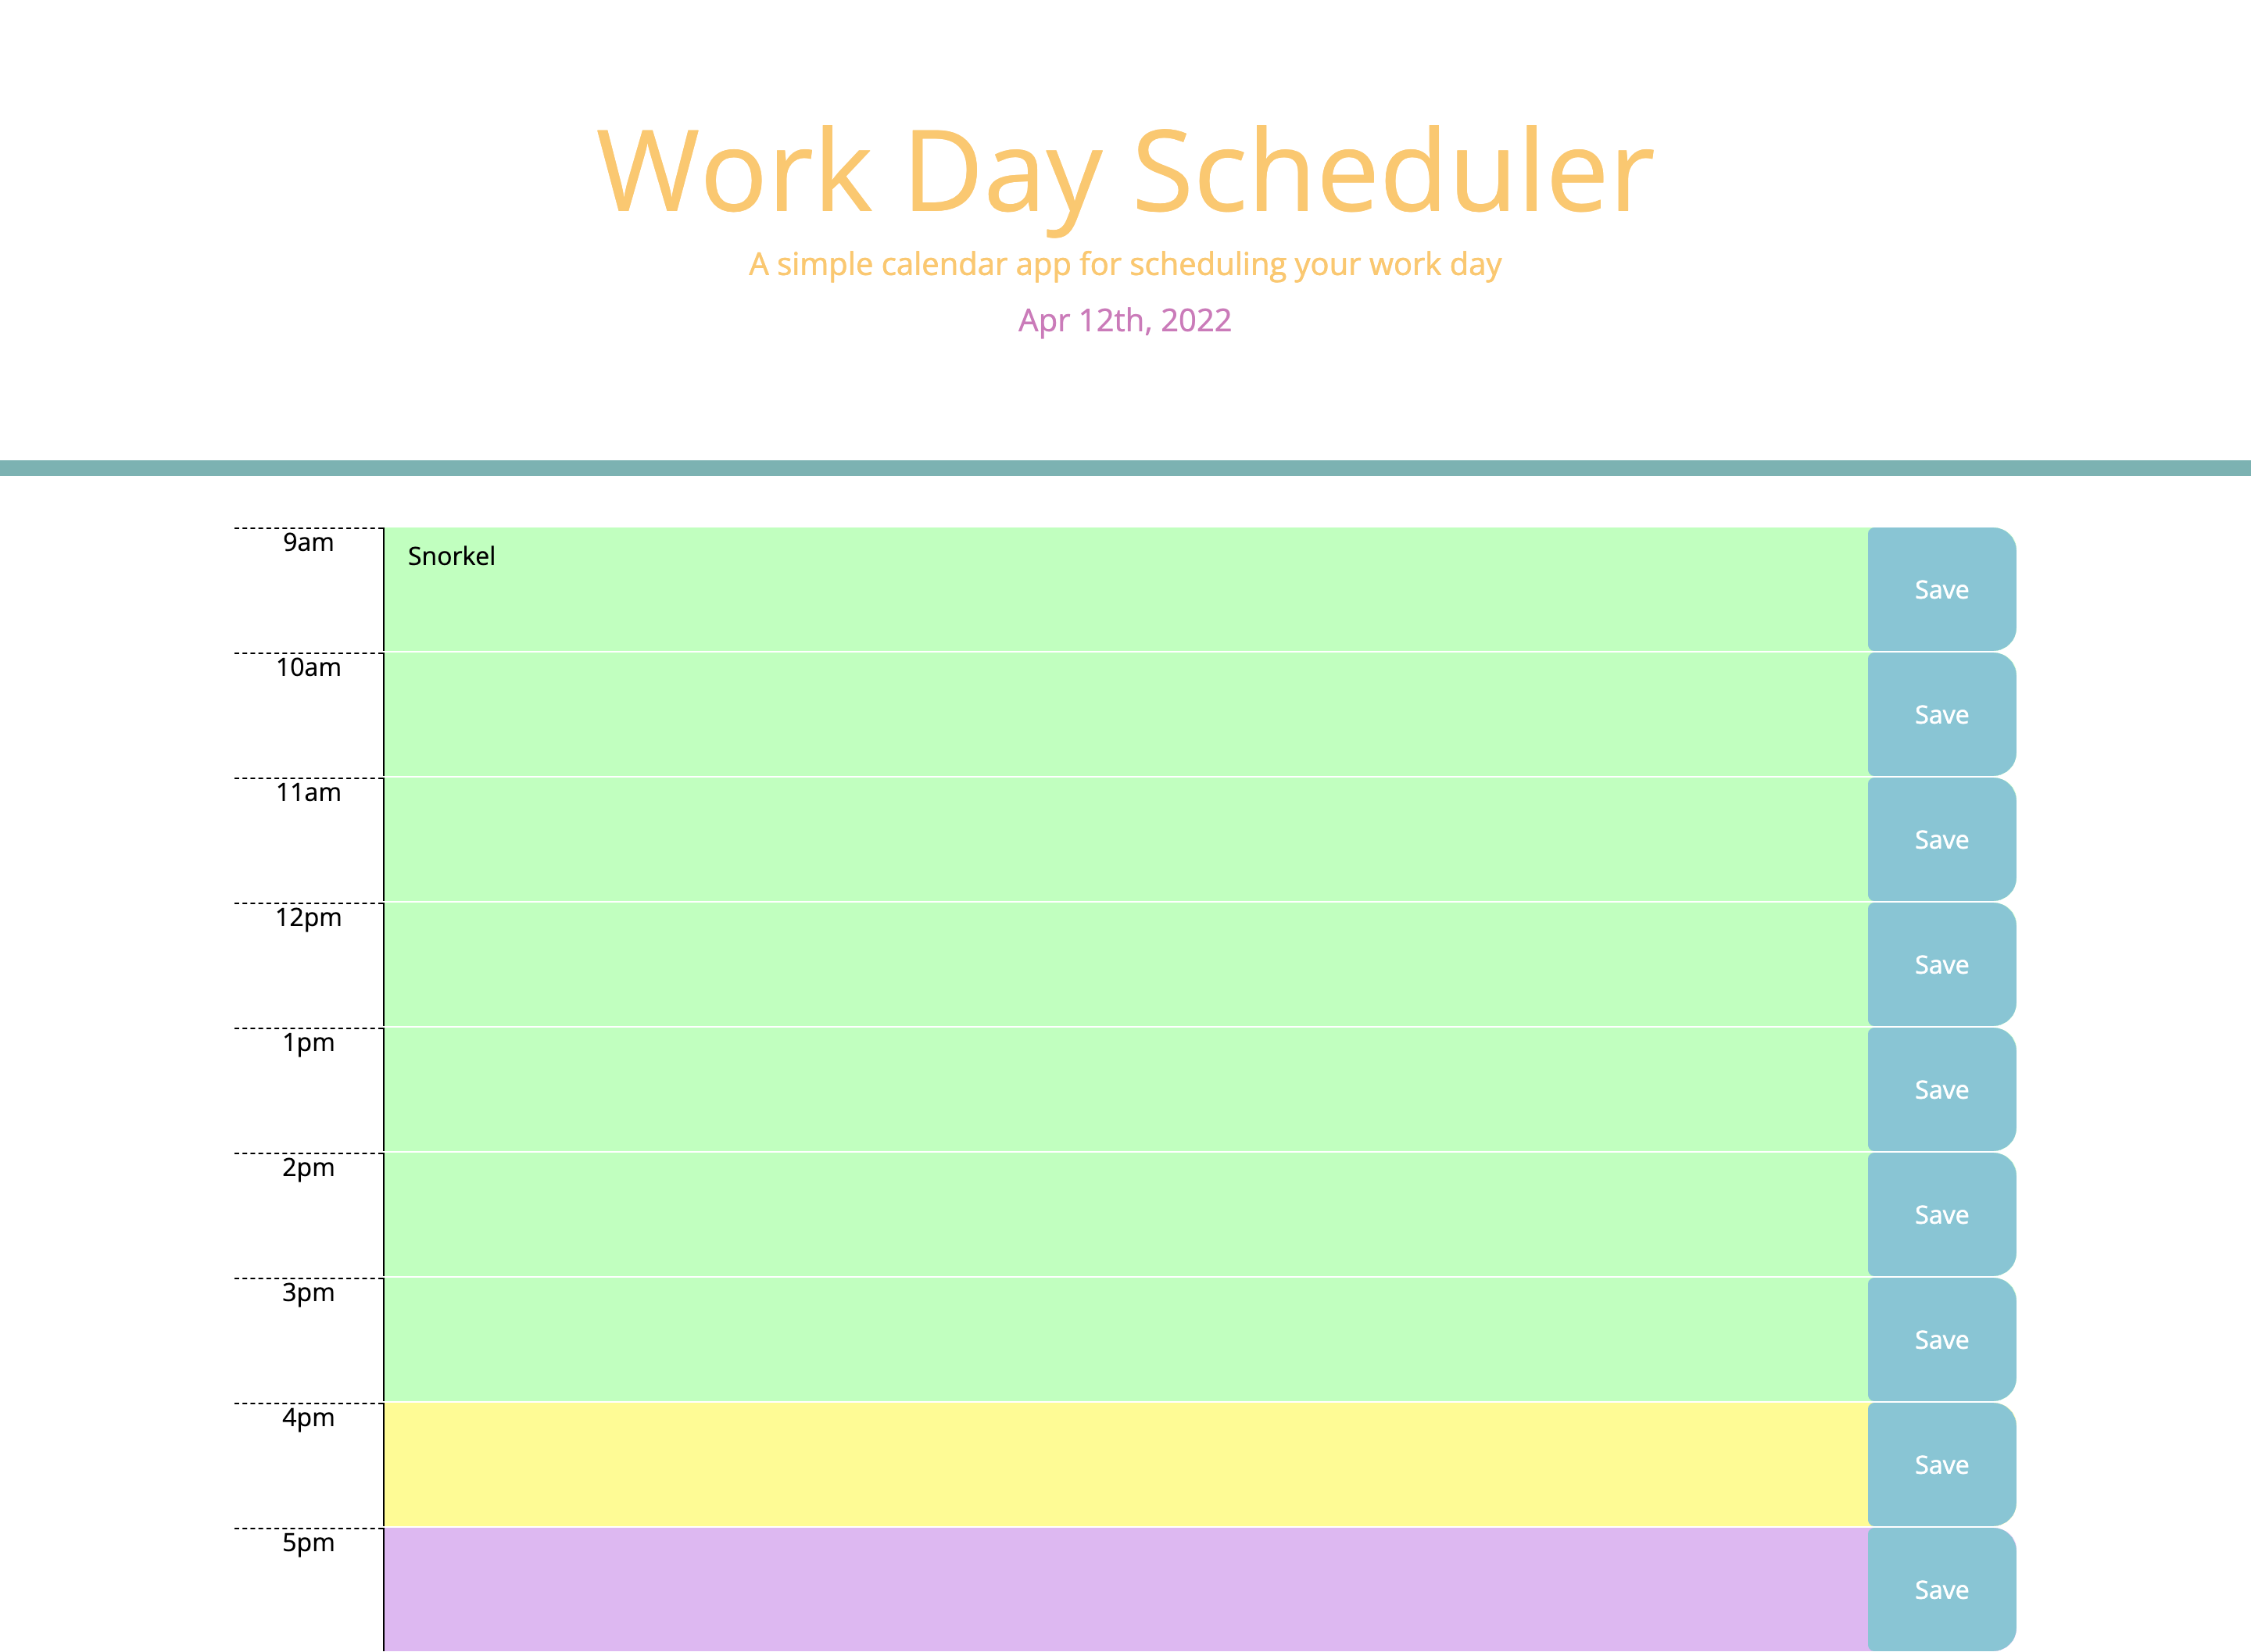 Work Day Scheduler
A simple calendar app for scheduling your work day
Apr 12th, 2022
9am
Snorkel
Save
10am
Save
11am
Save
12pm
Save
1pm
Save
2pm
Save
3pm
Save
4pm
Save
5pm
Save